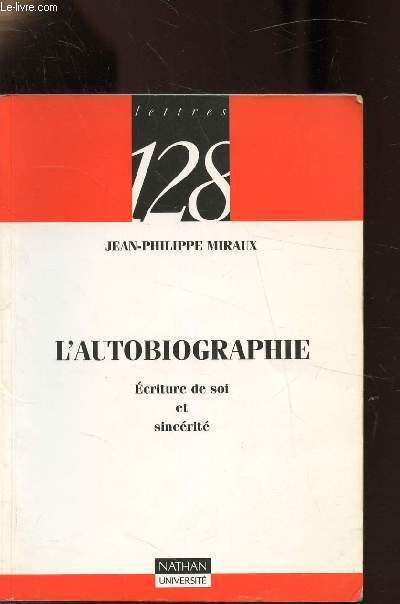 Le-livre.com
lettres
128
JEAN-PHILIPPE MIRAUX
L'AUTOBIOGRAPHIE
Écriture de soi
et
sincérité
NATHAN
UNIVERSITÉ